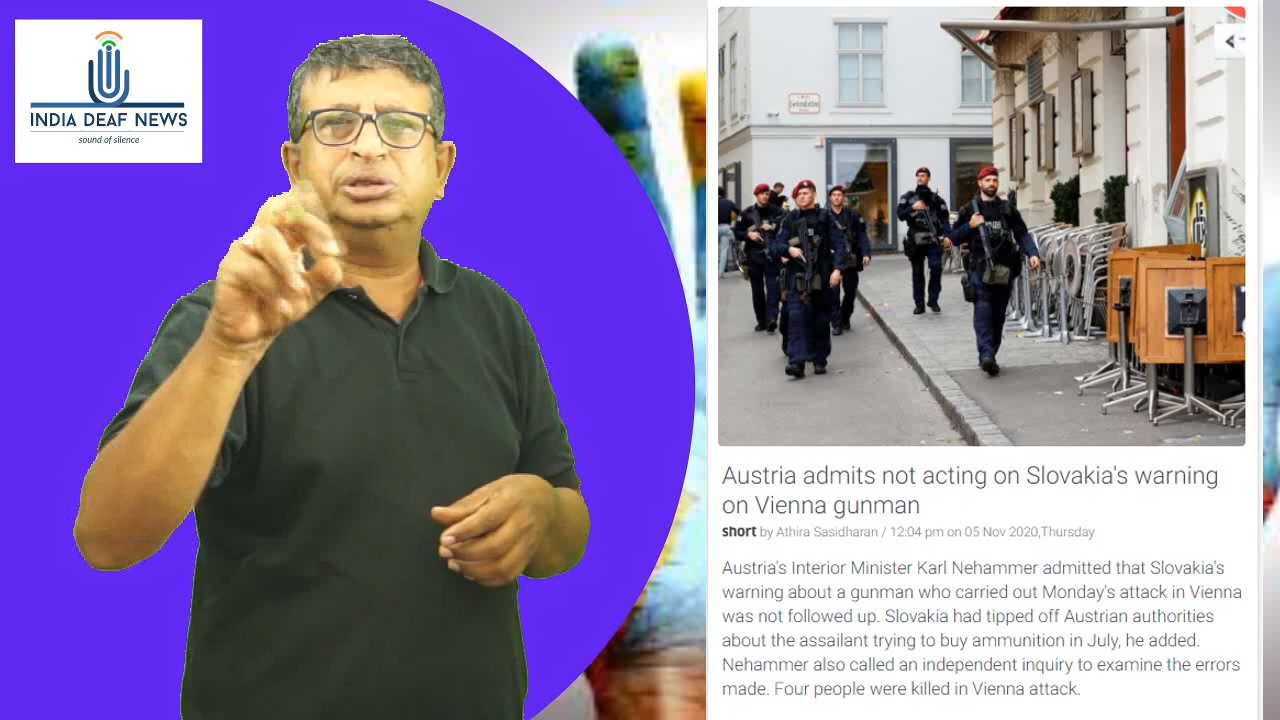 INDIA DEAF NEWS
sound of silence
Austria admits not acting on Slovakia's warning
on Vienna gunman
short by Athira Sasidharan / 12:04 pm on 05 Nov 2020,Thursday
Austria's Interior Minister Karl Nehammer admitted that Slovakia's
warning about a gunman who carried out Monday's attack in Vienna
was not followed up. Slovakia had tipped off Austrian authorities
about the assailant trying to buy ammunition in July, he added.
Nehammer also called an independent inquiry to examine the errors
made. Four people were killed in Vienna attack.